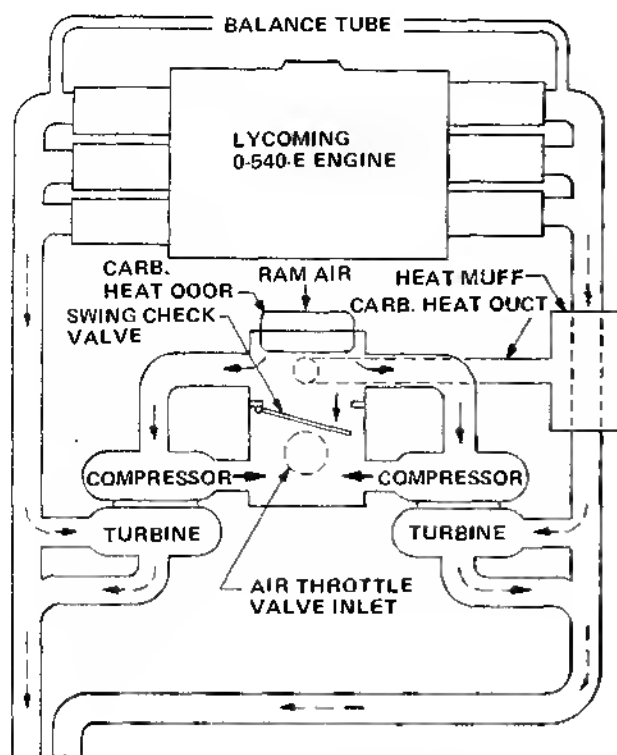 BALANCE TUBE
LYCOMING
0-540-E ENGINE
CARB.
HEAT OOOR
RAM AIR
HEAT MUFF
SWING CHECK
VALVE
CARB. HEAT OUCT
COMPRESSOR
COMPRESSOR
TURBINE
TURBINE
AIR THROTTLE
VALVE INLET